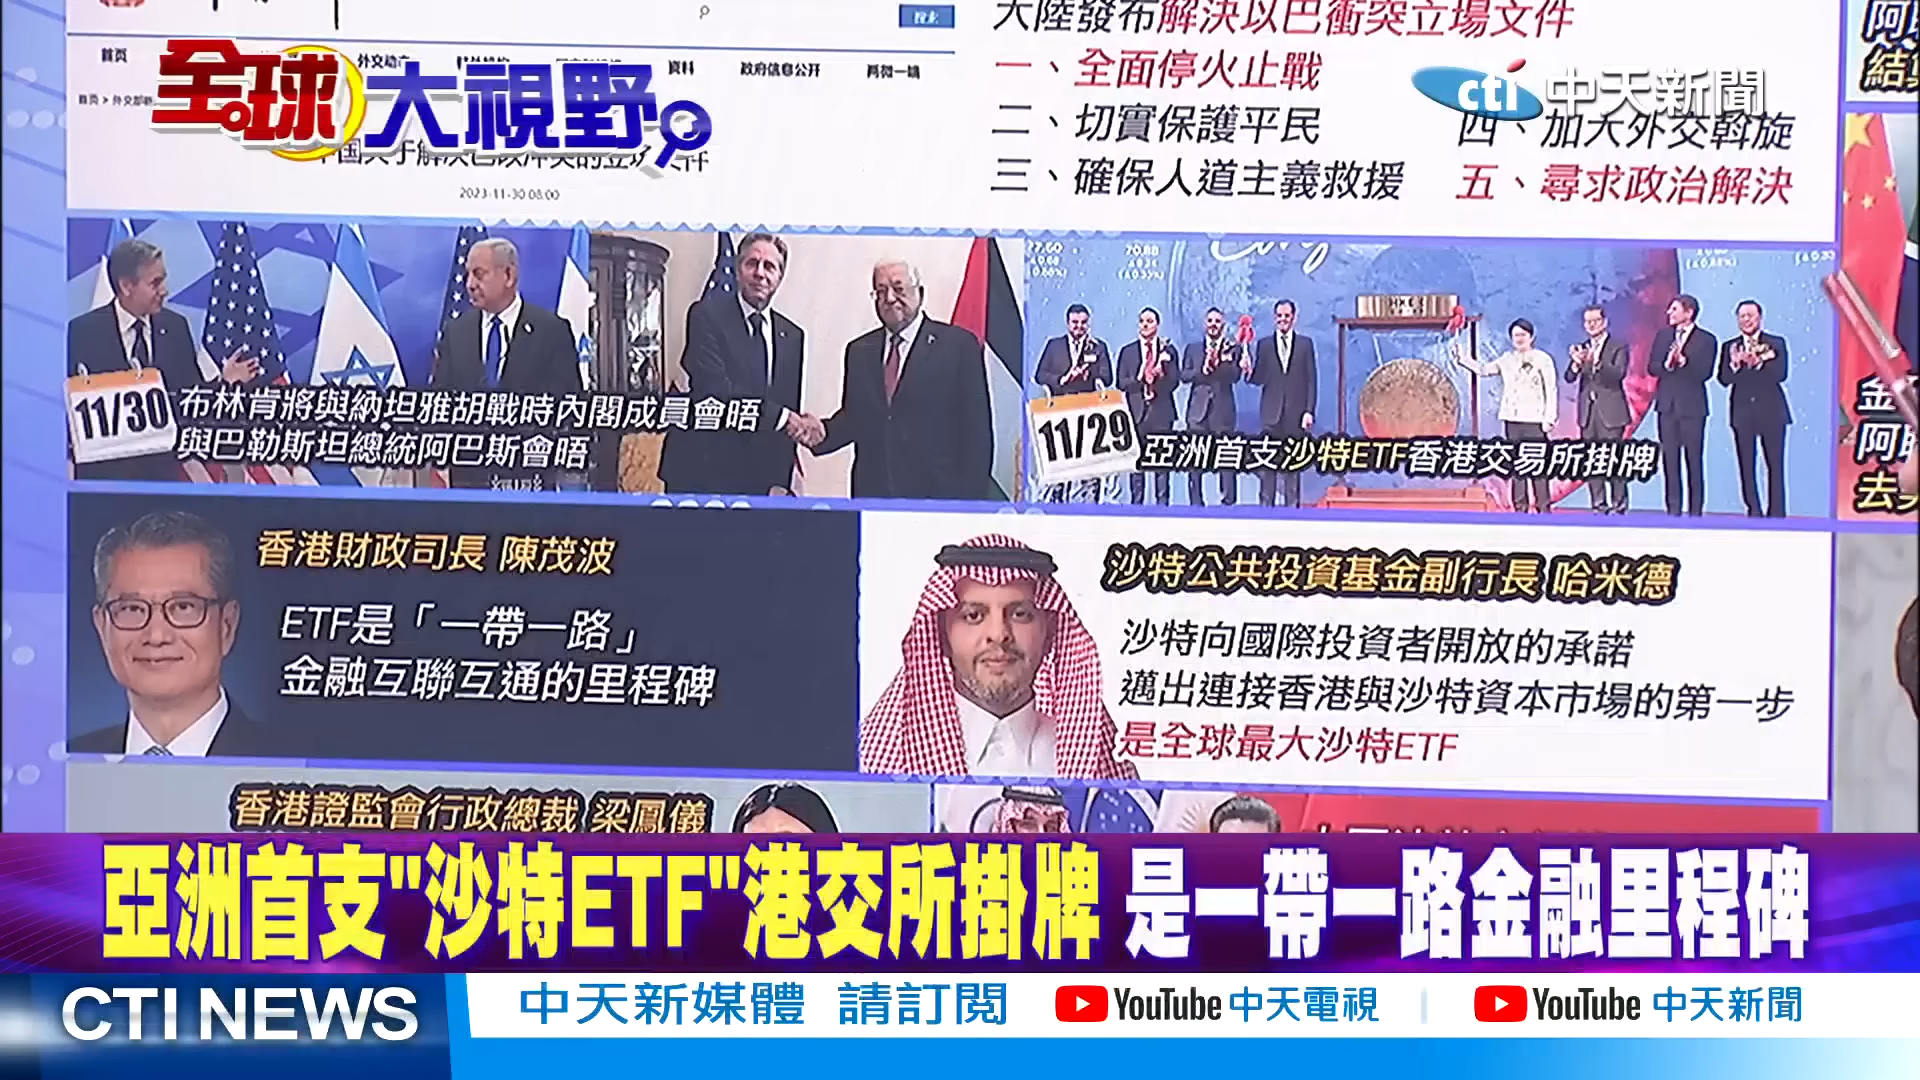 搜索
大陸發布解決以巴衝突立場文件
首页
外交动态
資料
政府信息公开
两微一端
一、全面停火止戰
全球大視野
cti 中天新聞
二、切實保護平民
四、加大外交斡旋
2023-11-30 08:00
三、確保人道主義救援
五、尋求政治解決
11/30
布林肯將與納坦雅胡戰時內閣成員會晤
與巴勒斯坦總統阿巴斯會晤
11/29
亞洲首支沙特ETF香港交易所掛牌
香港財政司長 陳茂波
ETF是「一帶一路」
金融互聯互通的里程碑
沙特公共投資基金副行長 哈米德
沙特向國際投資者開放的承諾
邁出連接香港與沙特資本市場的第一步
是全球最大沙特ETF
香港證監會行政總裁 梁鳳儀
亞洲首支"沙特ETF"港交所掛牌 是一帶一路金融里程碑
CTI NEWS
中天新媒體 請訂閱
YouTube 中天電視
YouTube 中天新聞